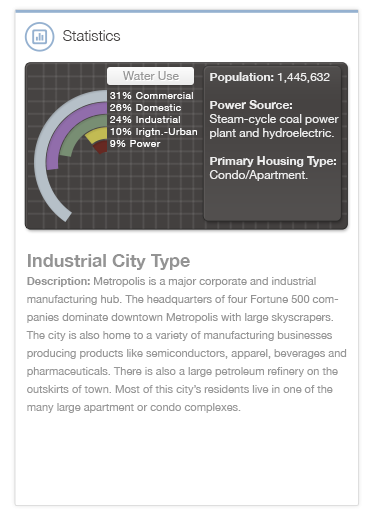 Statistics
Water Use
31% Commercial
26% Domestic
24% Industrial
10% Irigtn.-Urban
9% Power
Population: 1,445,632
Power Source:
Steam-cycle coal power
plant and hydroelectric.
Primary Housing Type:
Condo/Apartment.
Industrial City Type
Description: Metropolis is a major corporate and industrial
manufacturing hub. The headquarters of four Fortune 500 com-
panies dominate downtown Metropolis with large skyscrapers.
The city is also home to a variety of manufacturing businesses
producing products like semiconductors, apparel, beverages and
pharmaceuticals. There is also a large petroleum refinery on the
outskirts of town. Most of this city's residents live in one of the
many large apartment or condo complexes.